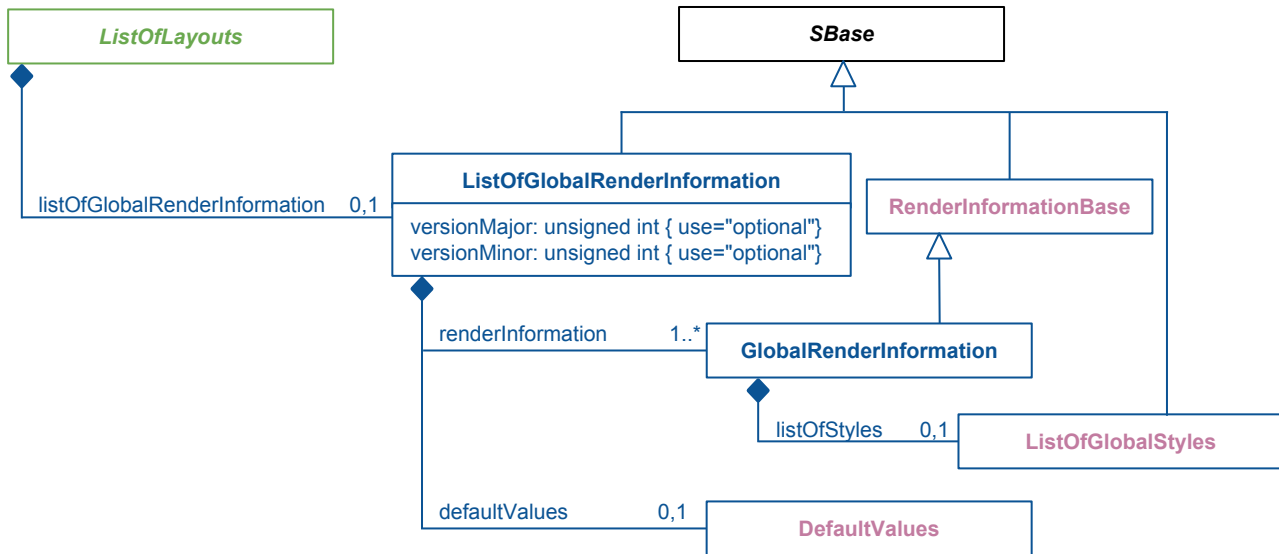 ListOfLayouts
SBase
ListOfGlobalRenderInformation
listOfGlobalRenderInformation 0,1
versionMajor: unsigned int { use="optional"}
versionMinor: unsigned int { use="optional"}
RenderInformationBase
renderInformation 1..*
GlobalRenderInformation
listOfStyles 0,1
ListOfGlobalStyles
defaultValues 0,1
DefaultValues